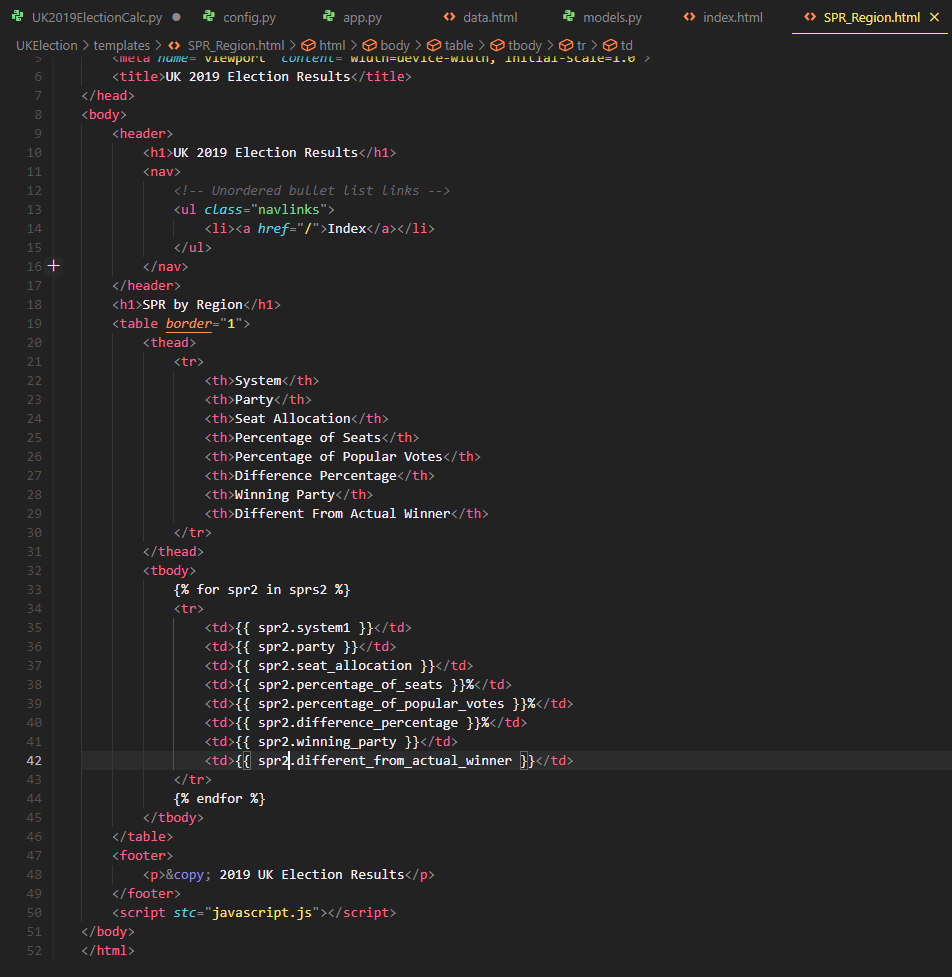 UK2019ElectionCalc.py config.py app.py data.html models.py index.html SPR_Region.html
UKElection > templates > SPR_Region.html > html > body > table > tbody > tr > td
5 <meta name="viewport" content="width=device-width, initial-scale=1.0">
6 <title>UK 2019 Election Results</title>
7 </head>
8 <body>
9 <header>
10 <h1>UK 2019 Election Results</h1>
11 <nav>
12 <!-- Unordered bullet list links -->
13 <ul class="navlinks">
14 <li><a href="/">Index</a></li>
15 </ul>
16 </nav>
17 </header>
18 <h1>SPR by Region</h1>
19 <table border="1">
20 <thead>
21 <tr>
22 <th>System</th>
23 <th>Party</th>
24 <th>Seat Allocation</th>
25 <th>Percentage of Seats</th>
26 <th>Percentage of Popular Votes</th>
27 <th>Difference Percentage</th>
28 <th>Winning Party</th>
29 <th>Different From Actual Winner</th>
30 </tr>
31 </thead>
32 <tbody>
33 {% for spr2 in sprs2 %}
34 <tr>
35 <td>{{ spr2.system1 }}</td>
36 <td>{{ spr2.party }}</td>
37 <td>{{ spr2.seat_allocation }}</td>
38 <td>{{ spr2.percentage_of_seats }}%</td>
39 <td>{{ spr2.percentage_of_popular_votes }}%</td>
40 <td>{{ spr2.difference_percentage }}%</td>
41 <td>{{ spr2.winning_party }}</td>
42 <td>{{ spr2.different_from_actual_winner }}</td>
43 </tr>
44 {% endfor %}
45 </tbody>
46 </table>
47 <footer>
48 <p>&copy; 2019 UK Election Results</p>
49 </footer>
50 <script stc="javascript.js"></script>
51 </body>
52 </html>